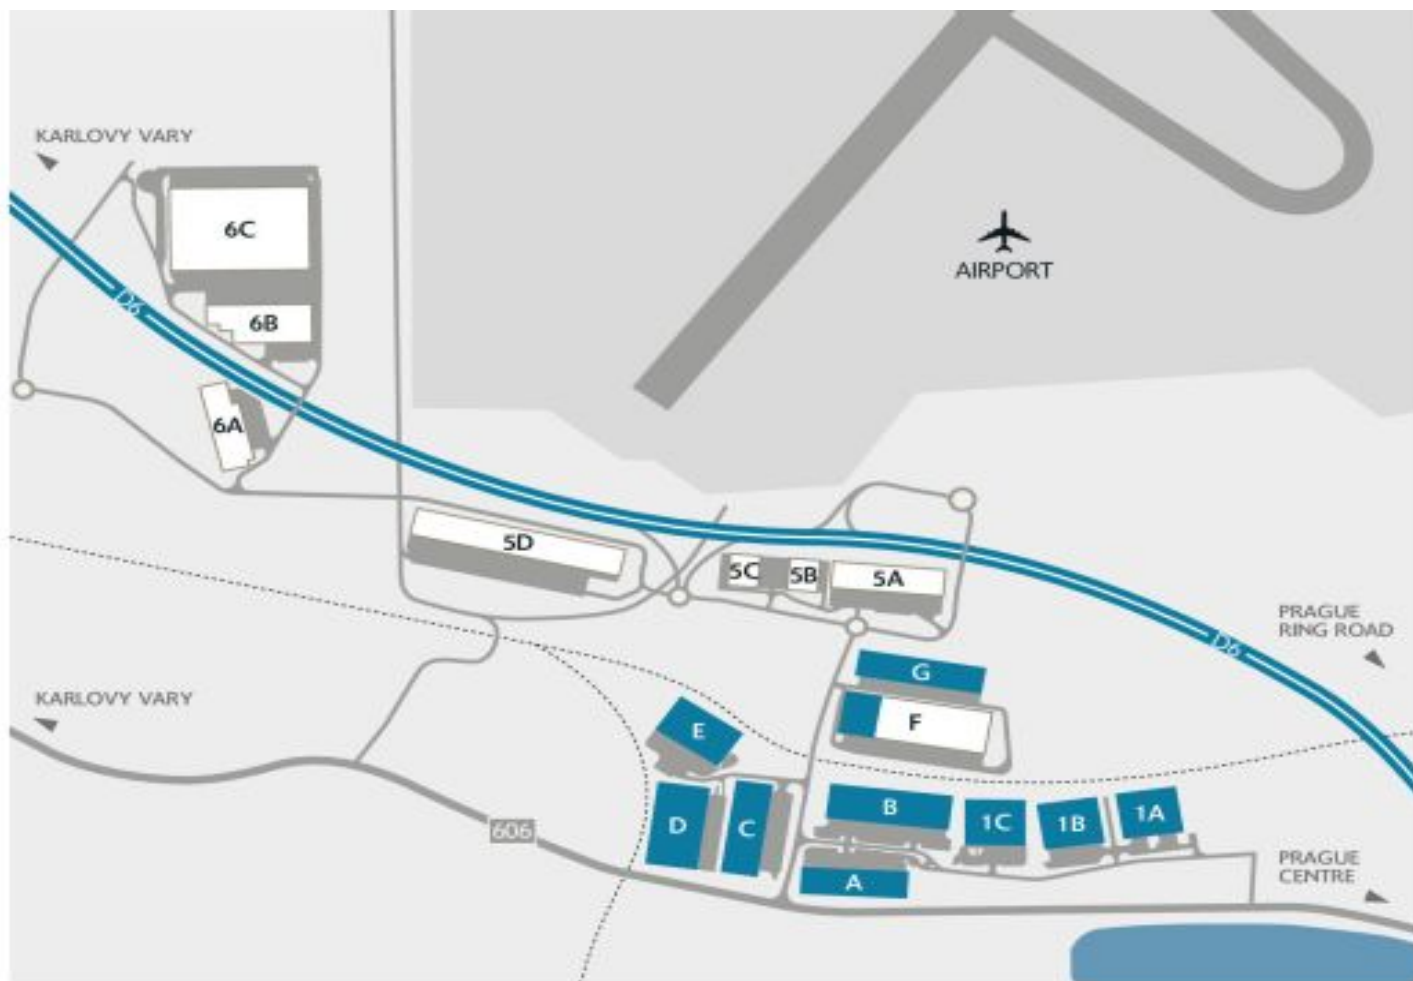 KARLOVY VARY
6C
AIRPORT
D6
6B
6A
5D
5C
5B
5A
PRAGUE
RING ROAD
D6
G
KARLOVY VARY
F
E
B
1C
1B
1A
D
C
606
A
PRAGUE
CENTRE